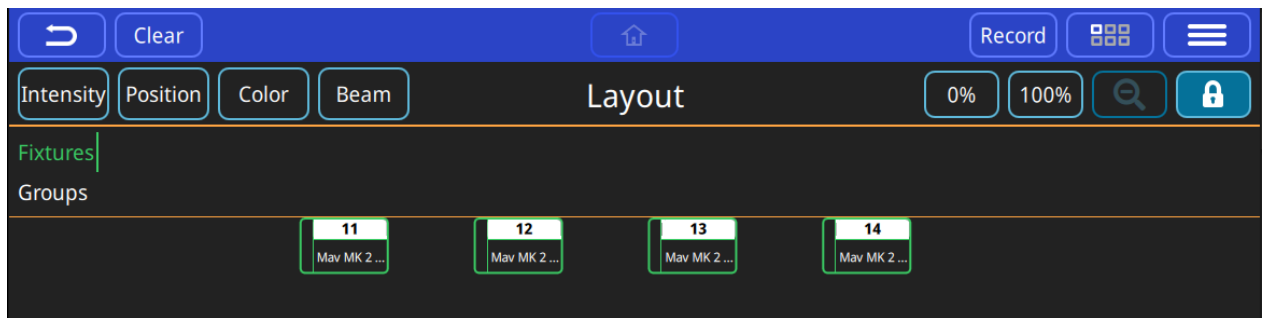 Clear Record
Intensity Position Color Beam Layout 0% 100%
Fixtures
Groups
11 12 13 14
Mav MK 2 ... Mav MK 2 ... Mav MK 2 ... Mav MK 2 ...